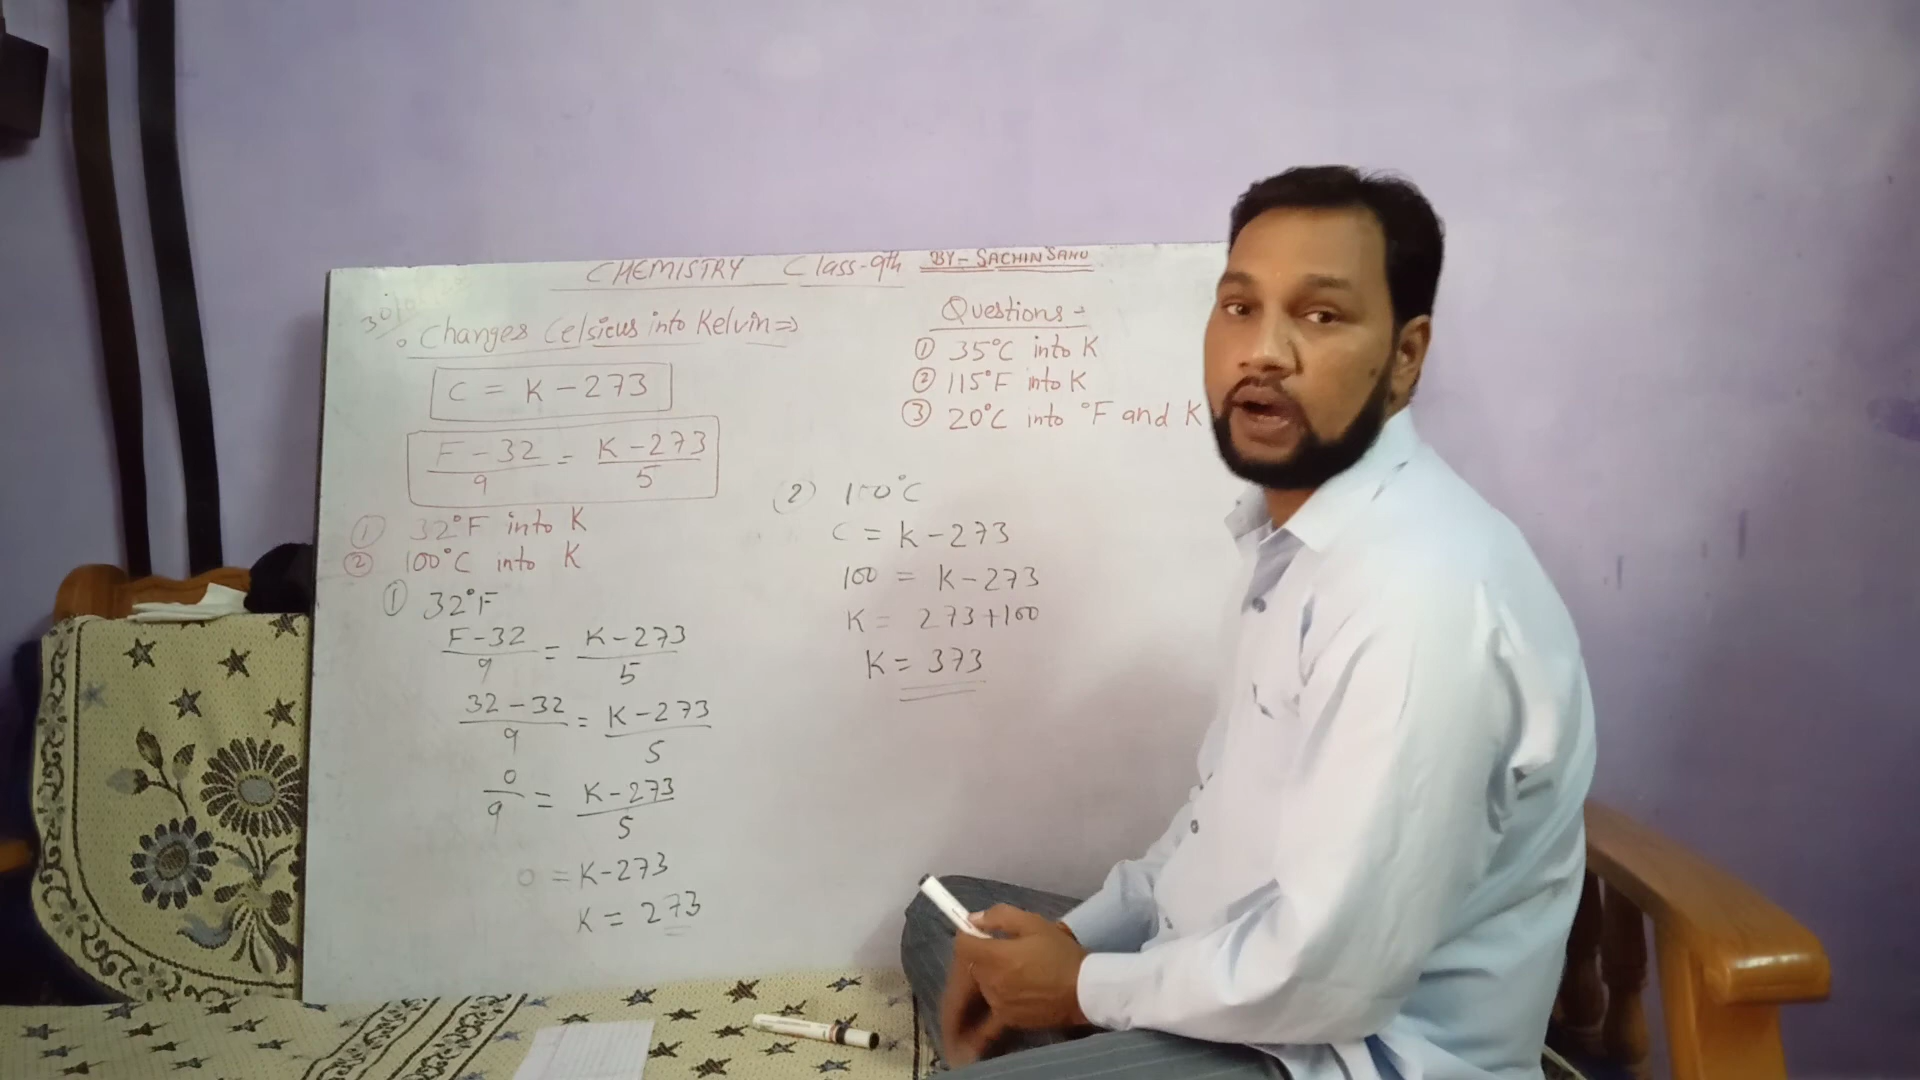 CHEMISTRY Class-9th BY-SACHIN SAHU
Changes Celsicus into Kelvin⇒
C = K-273
F-32/9 = K-273/5
① 32°F into K
② 100°C into K
① 32°F
F-32/9 = K-273/5
32-32/9 = K-273/5
0/9 = K-273/5
0 = K-273
K = 273
Questions-
① 35°C into K
② 115°F into K
③ 20°C into °F and K
② 100°C
C = K-273
100 = K-273
K = 273+100
K = 373